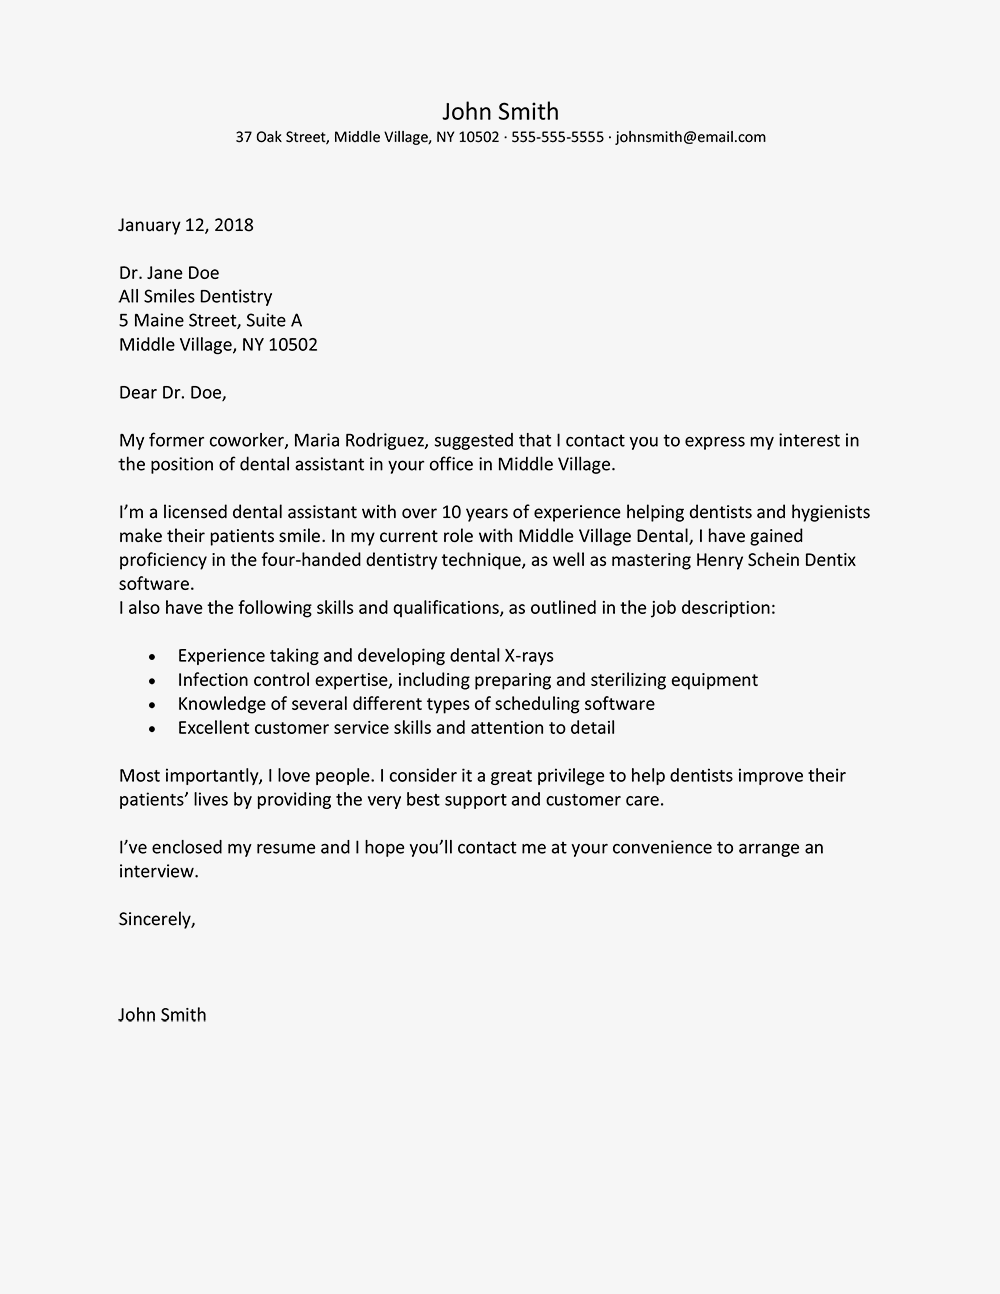 John Smith
37 Oak Street, Middle Village, NY 10502 · 555-555-5555 · johnsmith@email.com
January 12, 2018
Dr. Jane Doe
All Smiles Dentistry
5 Maine Street, Suite A
Middle Village, NY 10502
Dear Dr. Doe,
My former coworker, Maria Rodriguez, suggested that I contact you to express my interest in
the position of dental assistant in your office in Middle Village.
I’m a licensed dental assistant with over 10 years of experience helping dentists and hygienists
make their patients smile. In my current role with Middle Village Dental, I have gained
proficiency in the four-handed dentistry technique, as well as mastering Henry Schein Dentix
software.
I also have the following skills and qualifications, as outlined in the job description:
• Experience taking and developing dental X-rays
• Infection control expertise, including preparing and sterilizing equipment
• Knowledge of several different types of scheduling software
• Excellent customer service skills and attention to detail
Most importantly, I love people. I consider it a great privilege to help dentists improve their
patients’ lives by providing the very best support and customer care.
I’ve enclosed my resume and I hope you’ll contact me at your convenience to arrange an
interview.
Sincerely,
John Smith